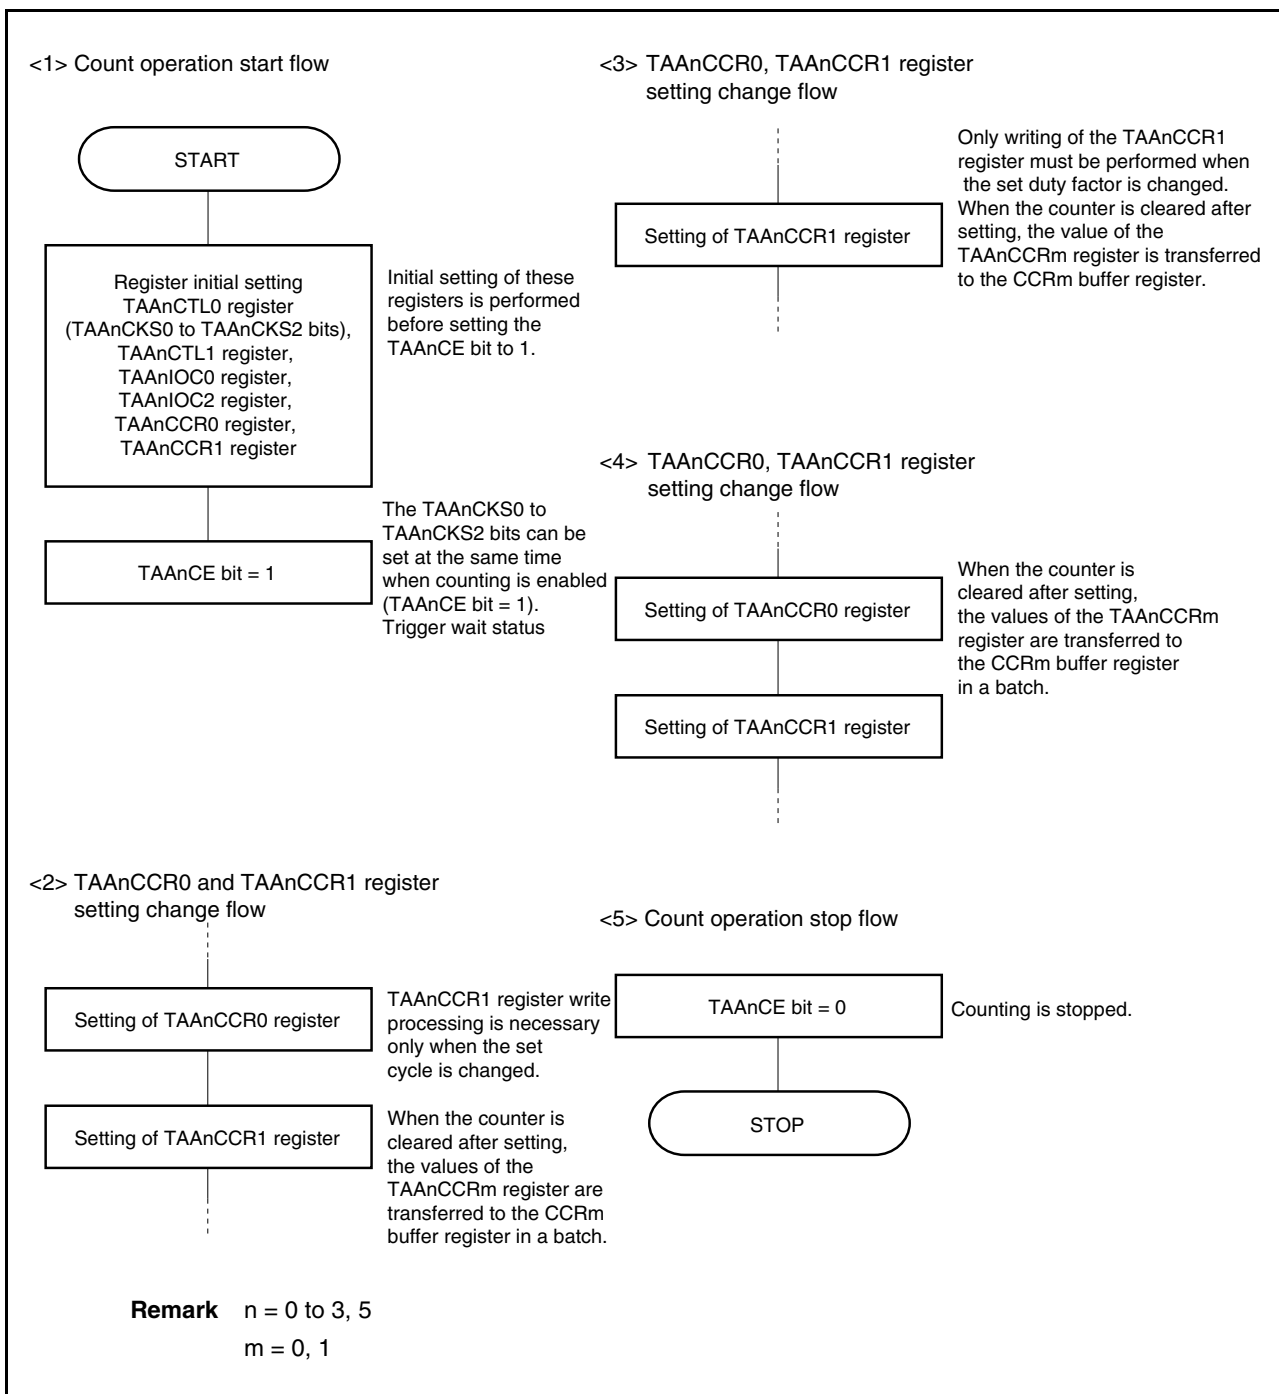 <1> Count operation start flow
START
Register initial setting
TAAnCTL0 register
(TAAnCKS0 to TAAnCKS2 bits),
TAAnCTL1 register,
TAAnIOC0 register,
TAAnIOC2 register,
TAAnCCR0 register,
TAAnCCR1 register
Initial setting of these
registers is performed
before setting the
TAAnCE bit to 1.
TAAnCE bit = 1
The TAAnCKS0 to
TAAnCKS2 bits can be
set at the same time
when counting is enabled
(TAAnCE bit = 1).
Trigger wait status
<2> TAAnCCR0 and TAAnCCR1 register
setting change flow
Setting of TAAnCCR0 register
TAAnCCR1 register write
processing is necessary
only when the set
cycle is changed.
Setting of TAAnCCR1 register
When the counter is
cleared after setting,
the values of the
TAAnCCRm register are
transferred to the CCRm
buffer register in a batch.
<3> TAAnCCR0, TAAnCCR1 register
setting change flow
Setting of TAAnCCR1 register
Only writing of the TAAnCCR1
register must be performed when
the set duty factor is changed.
When the counter is cleared after
setting, the value of the
TAAnCCRm register is transferred
to the CCRm buffer register.
<4> TAAnCCR0, TAAnCCR1 register
setting change flow
Setting of TAAnCCR0 register
When the counter is
cleared after setting,
the values of the TAAnCCRm
register are transferred to
the CCRm buffer register
in a batch.
Setting of TAAnCCR1 register
<5> Count operation stop flow
TAAnCE bit = 0
Counting is stopped.
STOP
Remark n = 0 to 3, 5
m = 0, 1